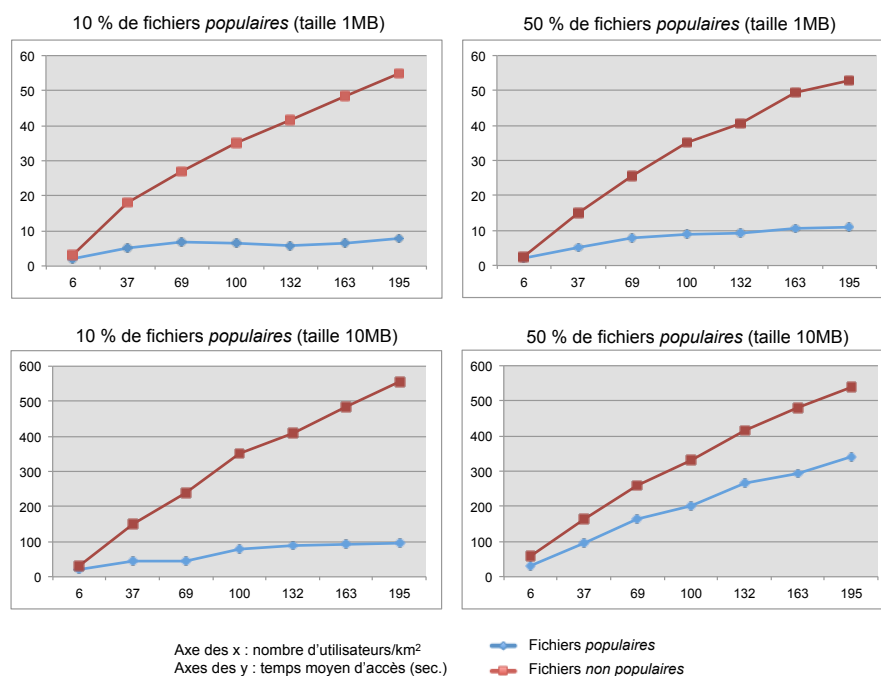 10 % de fichiers populaires (taille 1MB)
60
50
40
30
20
10
0
6 37 69 100 132 163 195
50 % de fichiers populaires (taille 1MB)
60
50
40
30
20
10
0
6 37 69 100 132 163 195
10 % de fichiers populaires (taille 10MB)
600
500
400
300
200
100
0
6 37 69 100 132 163 195
50 % de fichiers populaires (taille 10MB)
600
500
400
300
200
100
0
6 37 69 100 132 163 195
Axe des x : nombre d'utilisateurs/km²
Axes des y : temps moyen d'accès (sec.)
Fichiers populaires
Fichiers non populaires